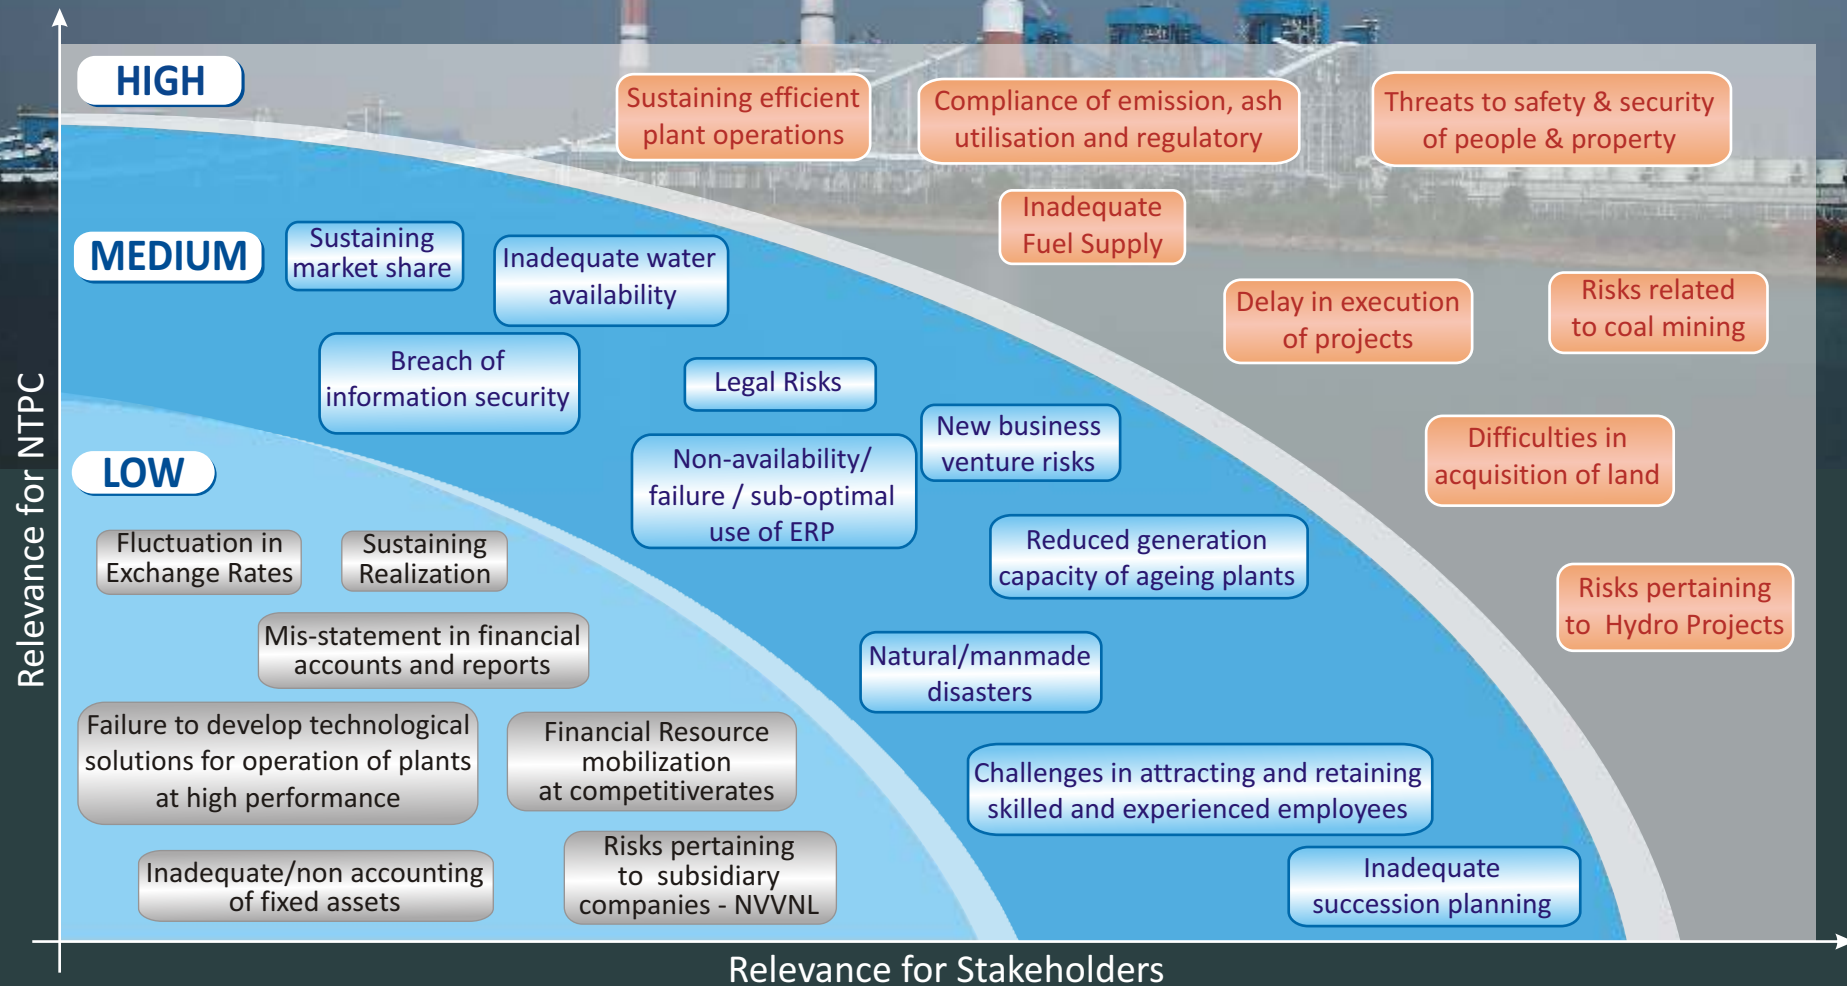 HIGH
Sustaining efficient
plant operations
Compliance of emission, ash
utilisation and regulatory
Threats to safety & security
of people & property
Inadequate
Fuel Supply
MEDIUM
Sustaining
market share
Inadequate water
availability
Delay in execution
of projects
Risks related
to coal mining
Breach of
information security
Legal Risks
New business
venture risks
Difficulties in
acquisition of land
Non-availability/
failure / sub-optimal
use of ERP
LOW
Fluctuation in
Exchange Rates
Sustaining
Realization
Reduced generation
capacity of ageing plants
Risks pertaining
to Hydro Projects
Mis-statement in financial
accounts and reports
Natural/manmade
disasters
Failure to develop technological
solutions for operation of plants
at high performance
Financial Resource
mobilization
at competitiverates
Challenges in attracting and retaining
skilled and experienced employees
Inadequate/non accounting
of fixed assets
Risks pertaining
to subsidiary
companies - NVVNL
Inadequate
succession planning
Relevance for NTPC
Relevance for Stakeholders